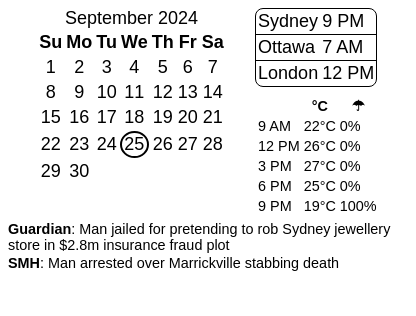 September 2024
Su Mo Tu We Th Fr Sa
1 2 3 4 5 6 7
8 9 10 11 12 13 14
15 16 17 18 19 20 21
22 23 24 25 26 27 28
29 30
Sydney 9 PM
Ottawa 7 AM
London 12 PM
°C ☂
9 AM 22°C 0%
12 PM 26°C 0%
3 PM 27°C 0%
6 PM 25°C 0%
9 PM 19°C 100%
Guardian: Man jailed for pretending to rob Sydney jewellery
store in $2.8m insurance fraud plot
SMH: Man arrested over Marrickville stabbing death